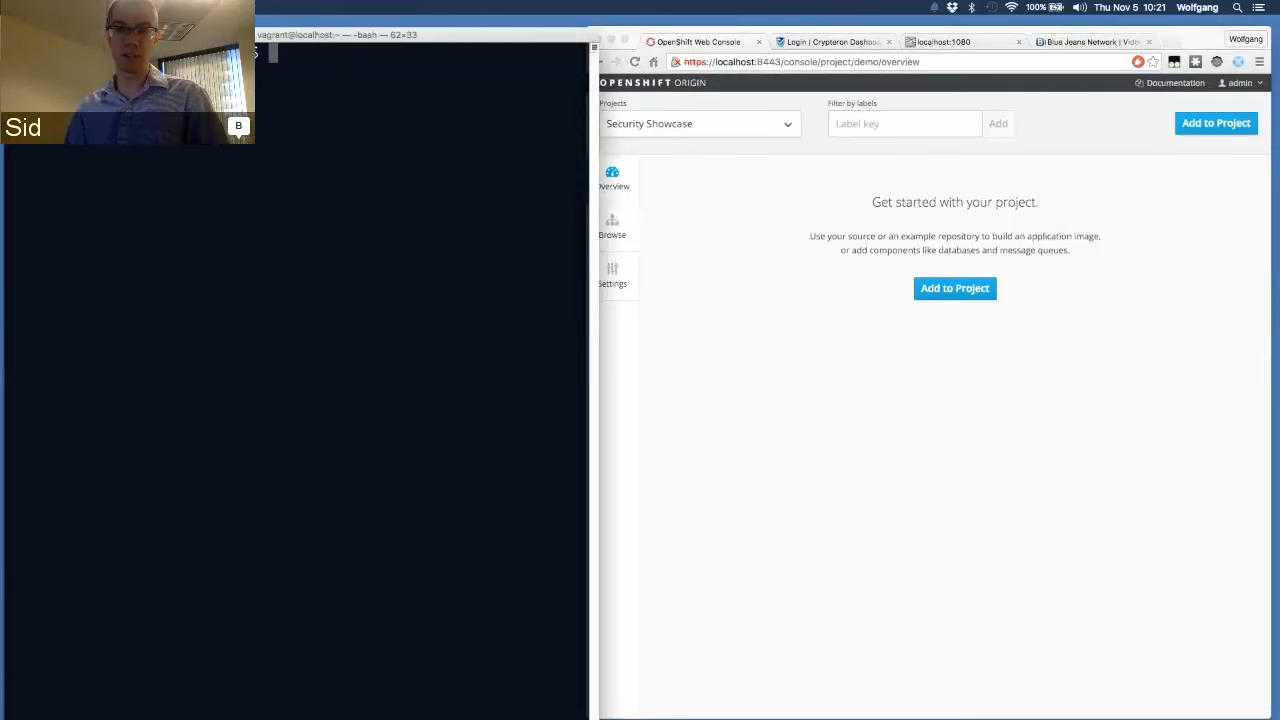 100%
Thu Nov 5 10:21
Wolfgang
vagrant@localhost:~ — -bash — 62×33
Sid
B
OpenShift Web Console
Login | Crypteron Dashboa
localhost:1080
Blue Jeans Network | Vide
Wolfgang
https://localhost:8443/console/project/demo/overview
OPENSHIFT ORIGIN
Documentation
admin
Projects
Security Showcase
Filter by labels
Label key
Add
Add to Project
Overview
Browse
Settings
Get started with your project.
Use your source or an example repository to build an application image,
or add components like databases and message queues.
Add to Project